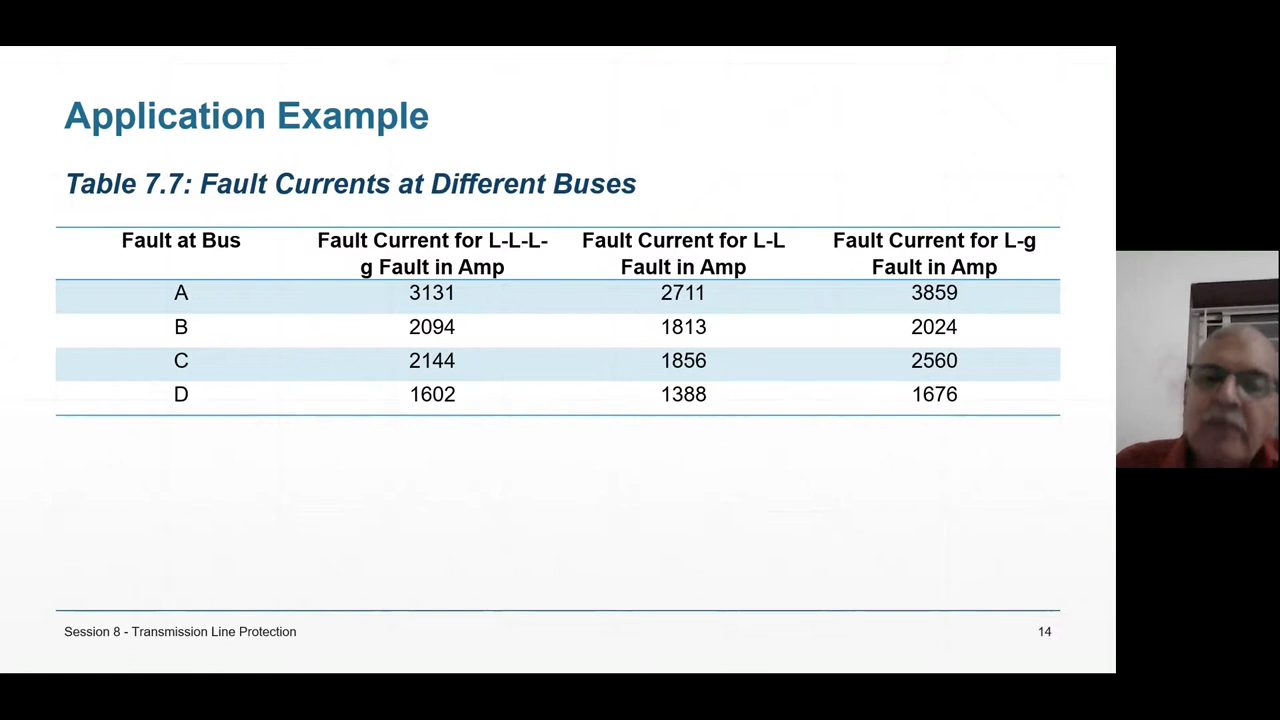 Application Example
Table 7.7: Fault Currents at Different Buses
Fault at Bus Fault Current for L-L-L- Fault Current for L-L Fault Current for L-g
g Fault in Amp Fault in Amp Fault in Amp
A 3131 2711 3859
B 2094 1813 2024
C 2144 1856 2560
D 1602 1388 1676
Session 8 - Transmission Line Protection 14